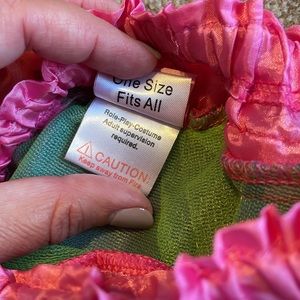 One Size
Fits All
Role-Play-Costume
Adult supervision
required.
CAUTION:
Keep away from Fire